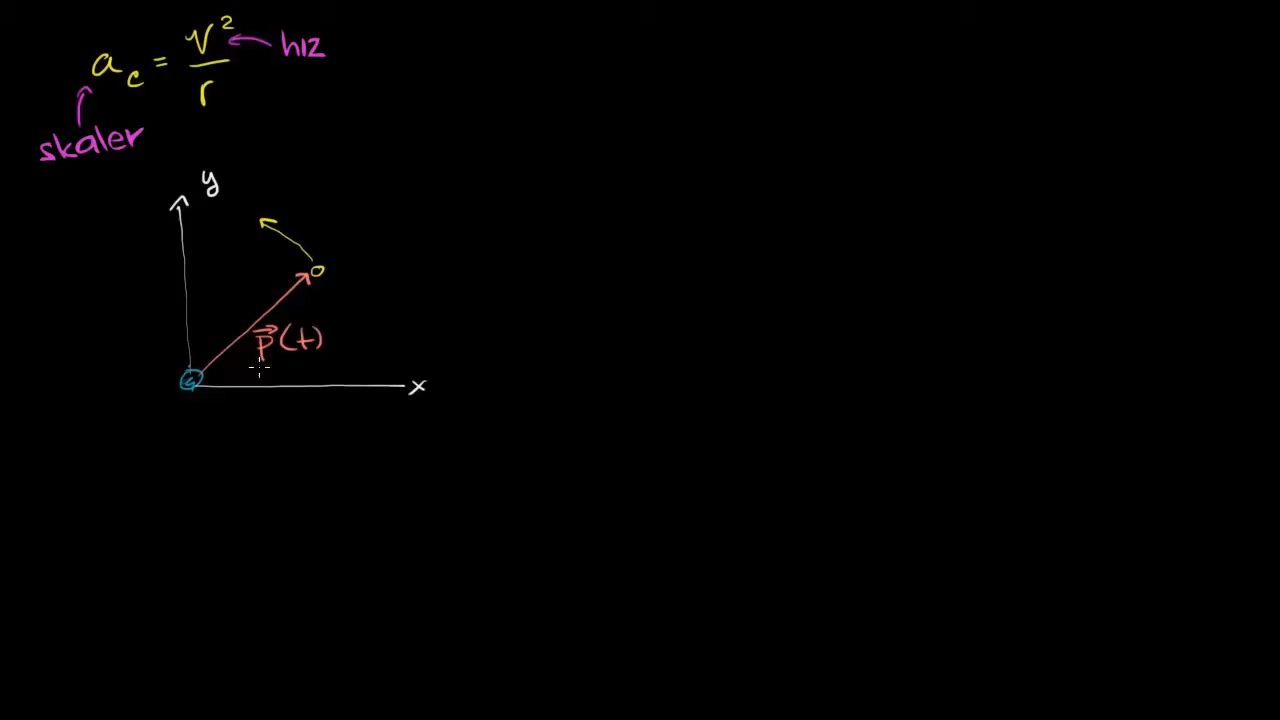 a_c = v²/r ← hız
skaler
y
p⃗(t)
x